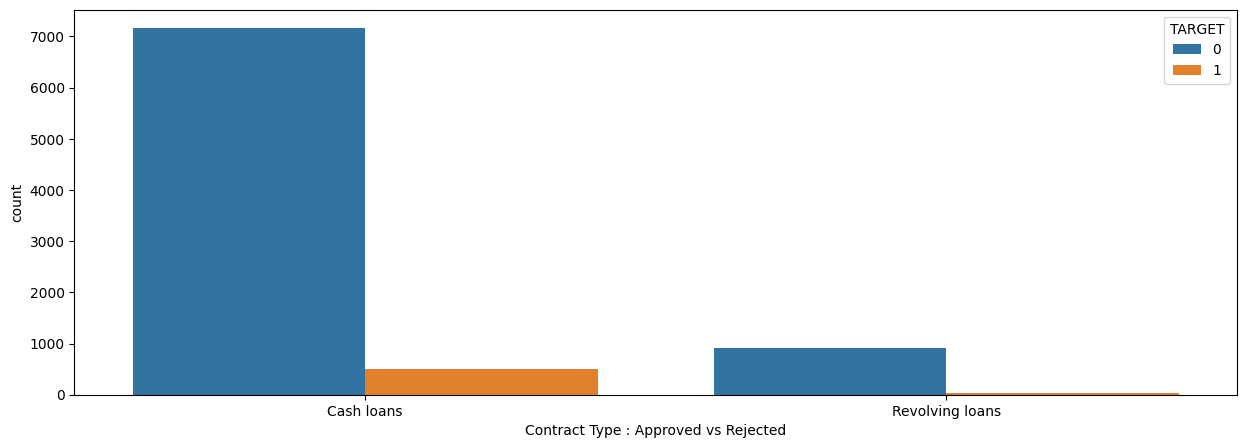 TARGET
0
1
7000
6000
5000
4000
3000
2000
1000
0
count
Cash loans
Revolving loans
Contract Type : Approved vs Rejected